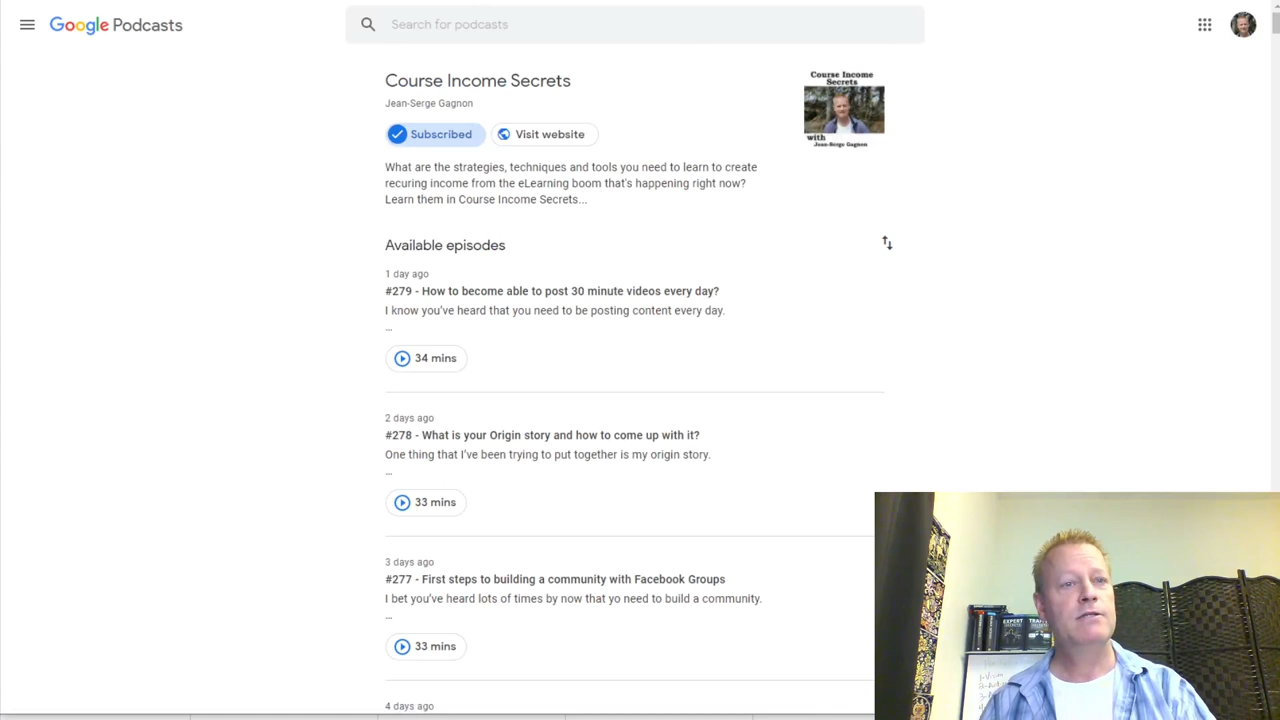 Google Podcasts
Search for podcasts
Course Income Secrets
Jean-Serge Gagnon
Subscribed
Visit website
Course Income
Secrets
with
Jean-Serge Gagnon
What are the strategies, techniques and tools you need to learn to create
recuring income from the eLearning boom that's happening right now?
Learn them in Course Income Secrets...
Available episodes
1 day ago
#279 - How to become able to post 30 minute videos every day?
I know you've heard that you need to be posting content every day.
...
34 mins
2 days ago
#278 - What is your Origin story and how to come up with it?
One thing that I've been trying to put together is my origin story.
...
33 mins
3 days ago
#277 - First steps to building a community with Facebook Groups
I bet you've heard lots of times by now that yo need to build a community.
...
33 mins
4 days ago
EXPERT